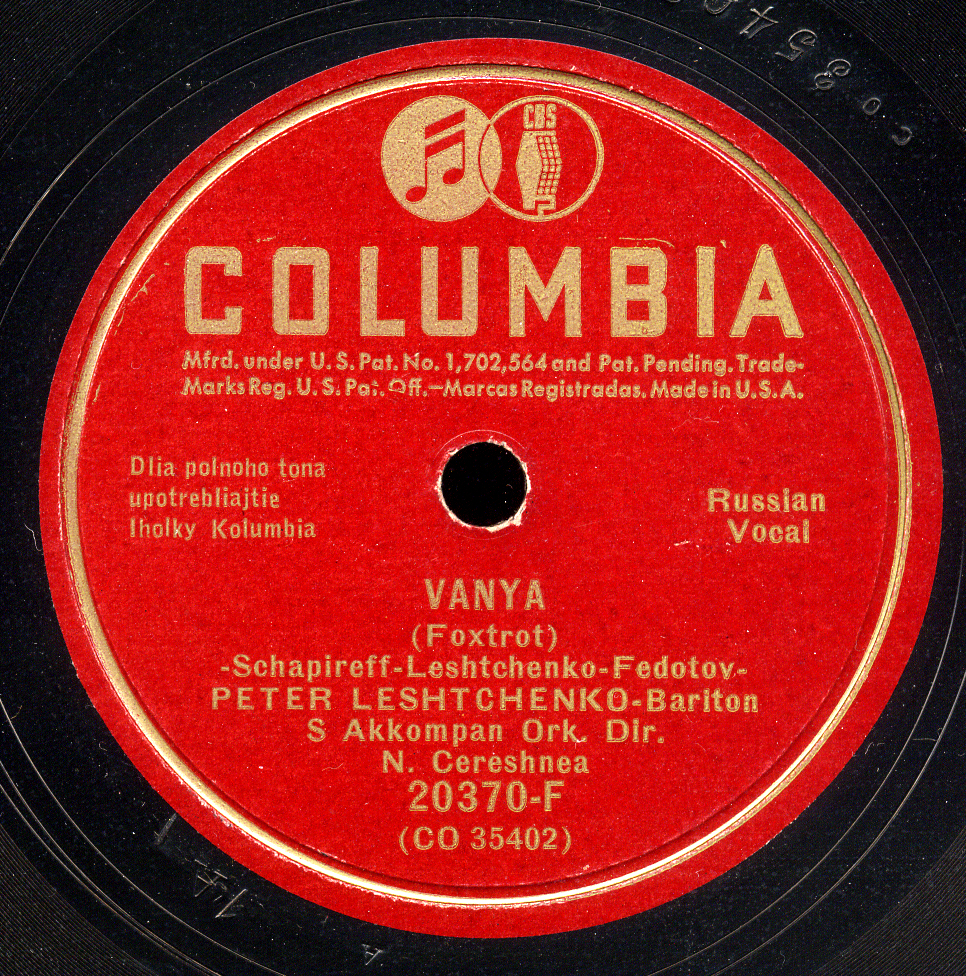 CBS
COLUMBIA
Mfrd. under U.S. Pat. No. 1,702,564 and Pat. Pending. Trade-
Marks Reg. U.S. Pat. Off.—Marcas Registradas. Made in U.S.A.
Dlia polnoho tona
upotrebliajtie
Iholky Kolumbia
Russian
Vocal
VANYA
(Foxtrot)
-Schapireff-Leshtchenko-Fedotov-
PETER LESHTCHENKO-Bariton
S Akkompan Ork. Dir.
N. Cereshnea
20370-F
(CO 35402)
A